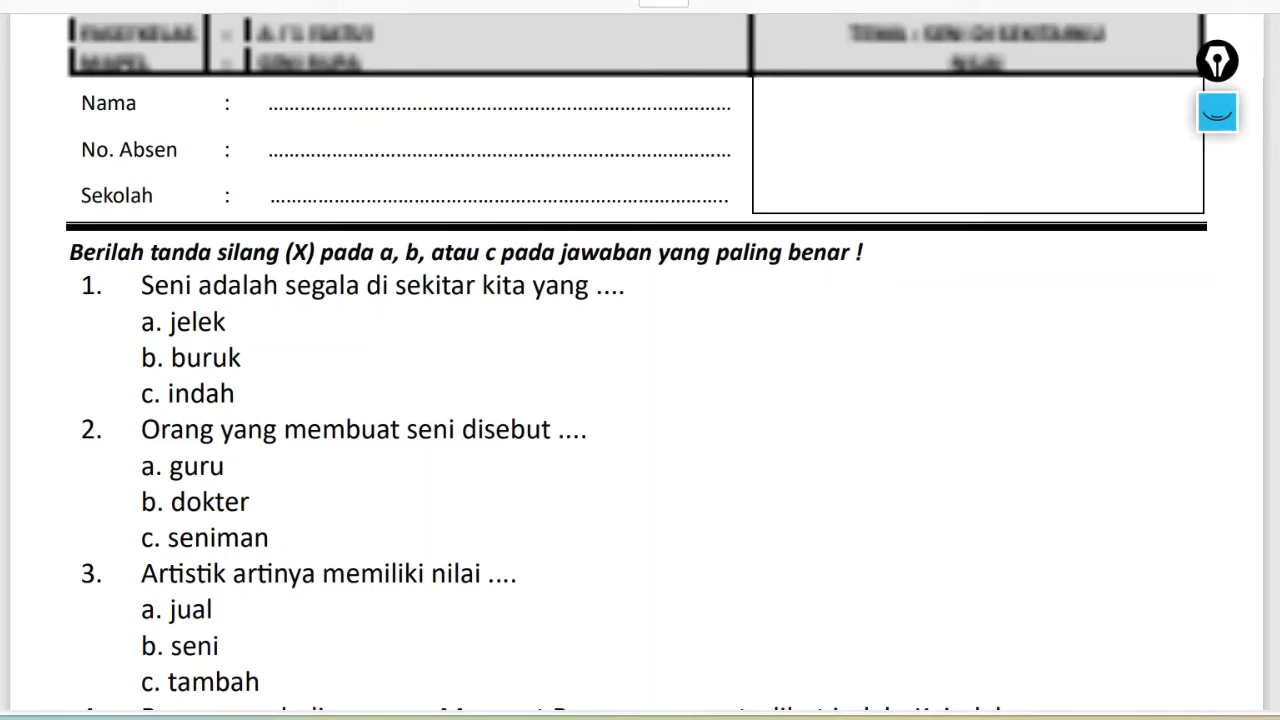 Nama : ....................................................................................
No. Absen : ....................................................................................
Sekolah : ....................................................................................
Berilah tanda silang (X) pada a, b, atau c pada jawaban yang paling benar !
1. Seni adalah segala di sekitar kita yang ....
a. jelek
b. buruk
c. indah
2. Orang yang membuat seni disebut ....
a. guru
b. dokter
c. seniman
3. Artistik artinya memiliki nilai ....
a. jual
b. seni
c. tambah